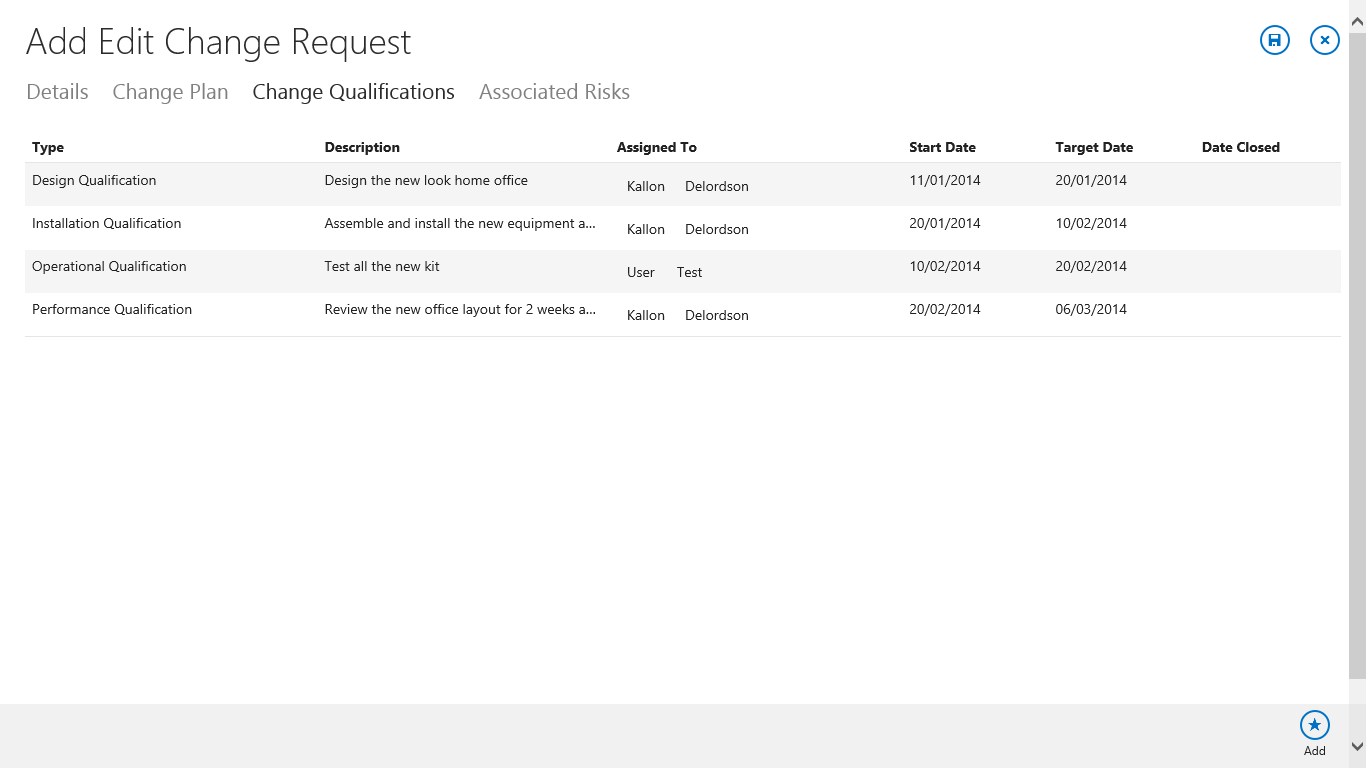 Add Edit Change Request
Details Change Plan Change Qualifications Associated Risks
Type Description Assigned To Start Date Target Date Date Closed
Design Qualification Design the new look home office Kallon Delordson 11/01/2014 20/01/2014
Installation Qualification Assemble and install the new equipment a... Kallon Delordson 20/01/2014 10/02/2014
Operational Qualification Test all the new kit User Test 10/02/2014 20/02/2014
Performance Qualification Review the new office layout for 2 weeks a... Kallon Delordson 20/02/2014 06/03/2014
Add